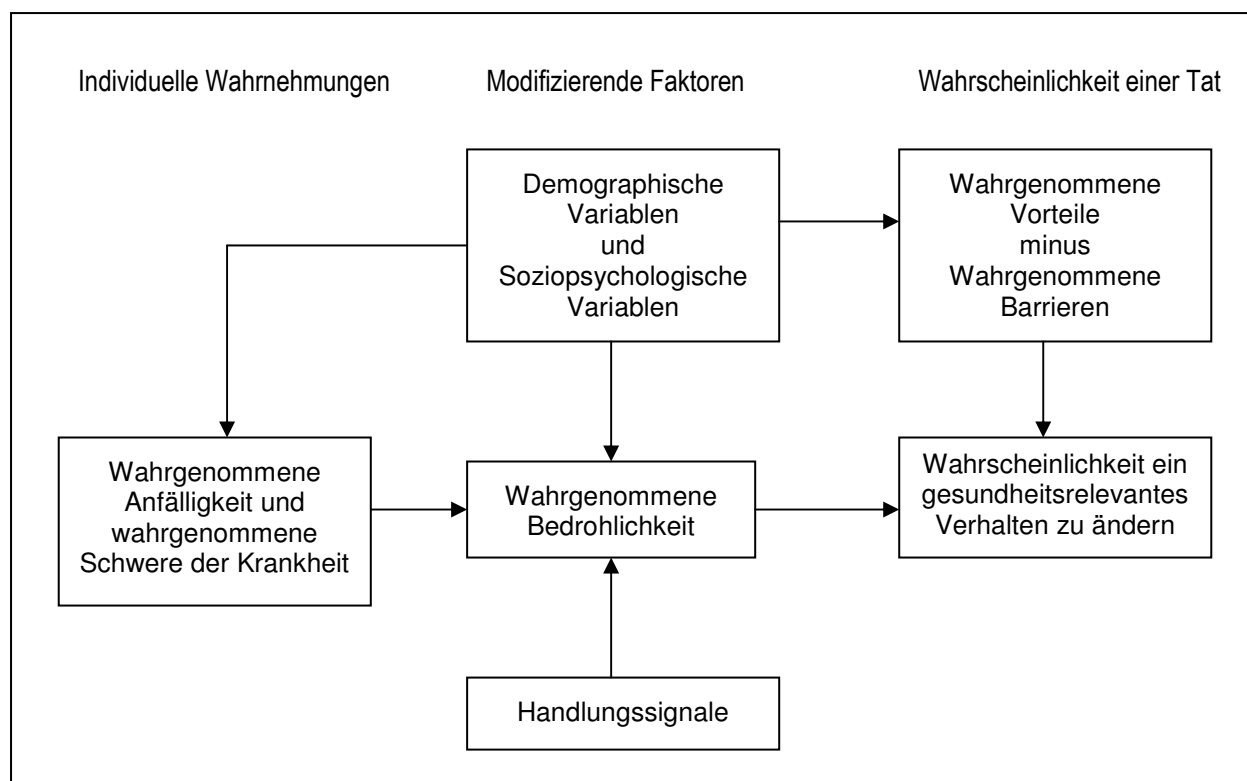 Individuelle Wahrnehmungen
Modifizierende Faktoren
Wahrscheinlichkeit einer Tat
Demographische
Variablen
und
Soziopsychologische
Variablen
Wahrgenommene
Vorteile
minus
Wahrgenommene
Barrieren
Wahrgenommene
Anfälligkeit und
wahrgenommene
Schwere der Krankheit
Wahrgenommene
Bedrohlichkeit
Wahrscheinlichkeit ein
gesundheitsrelevantes
Verhalten zu ändern
Handlungssignale